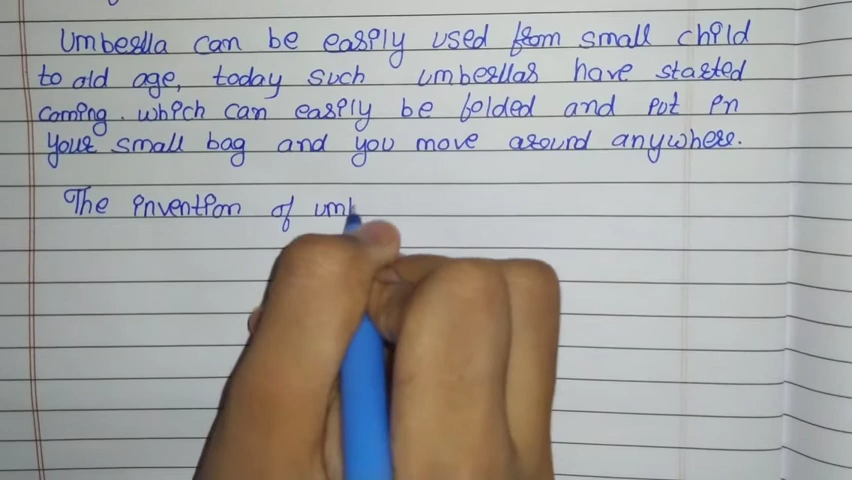 Umbrella can be easily used from small child
to old age, today such umbrellas have started
coming. which can easily be folded and put in
your small bag and you move around anywhere.
The invention of umb